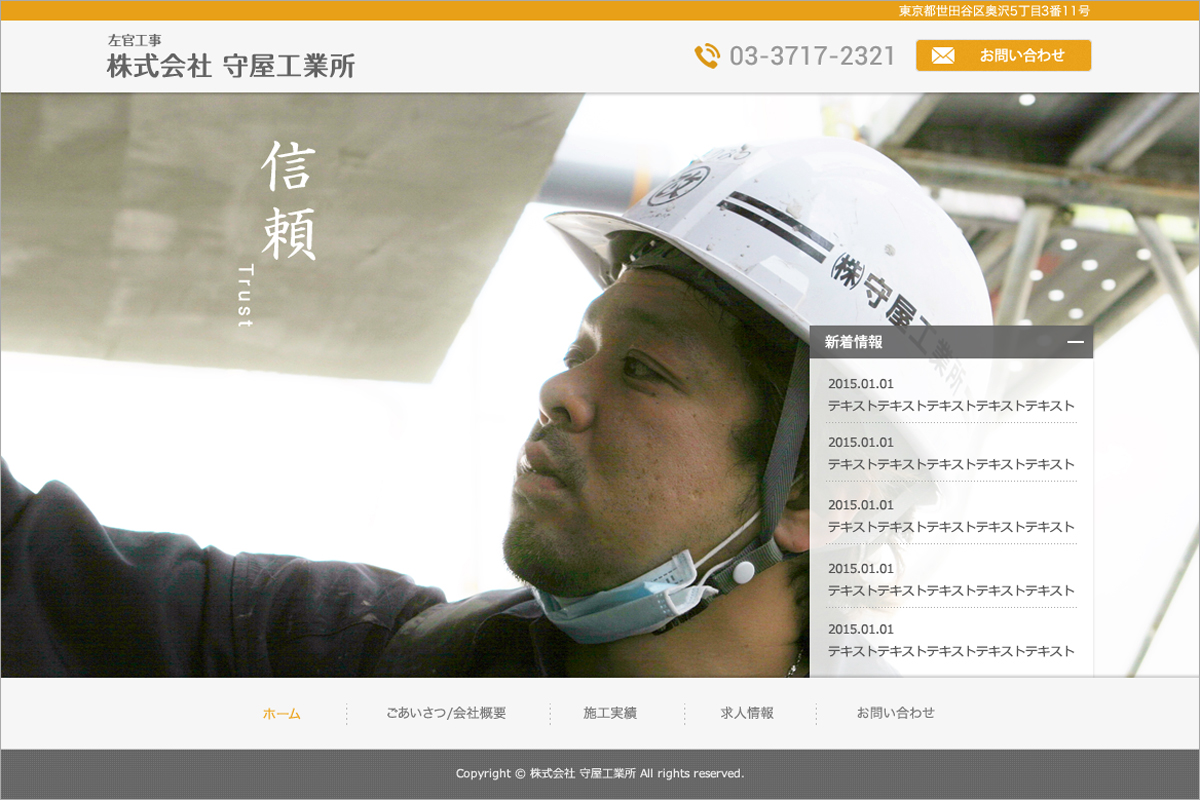 東京都世田谷区奥沢5丁目3番11号
左官工事
株式会社 守屋工業所
03-3717-2321
お問い合わせ
信頼
Trust
㈱守屋工業所
新着情報
2015.01.01
テキストテキストテキストテキストテキスト
2015.01.01
テキストテキストテキストテキストテキスト
2015.01.01
テキストテキストテキストテキストテキスト
2015.01.01
テキストテキストテキストテキストテキスト
2015.01.01
テキストテキストテキストテキストテキスト
ホーム
ごあいさつ/会社概要
施工実績
求人情報
お問い合わせ
Copyright © 株式会社 守屋工業所 All rights reserved.